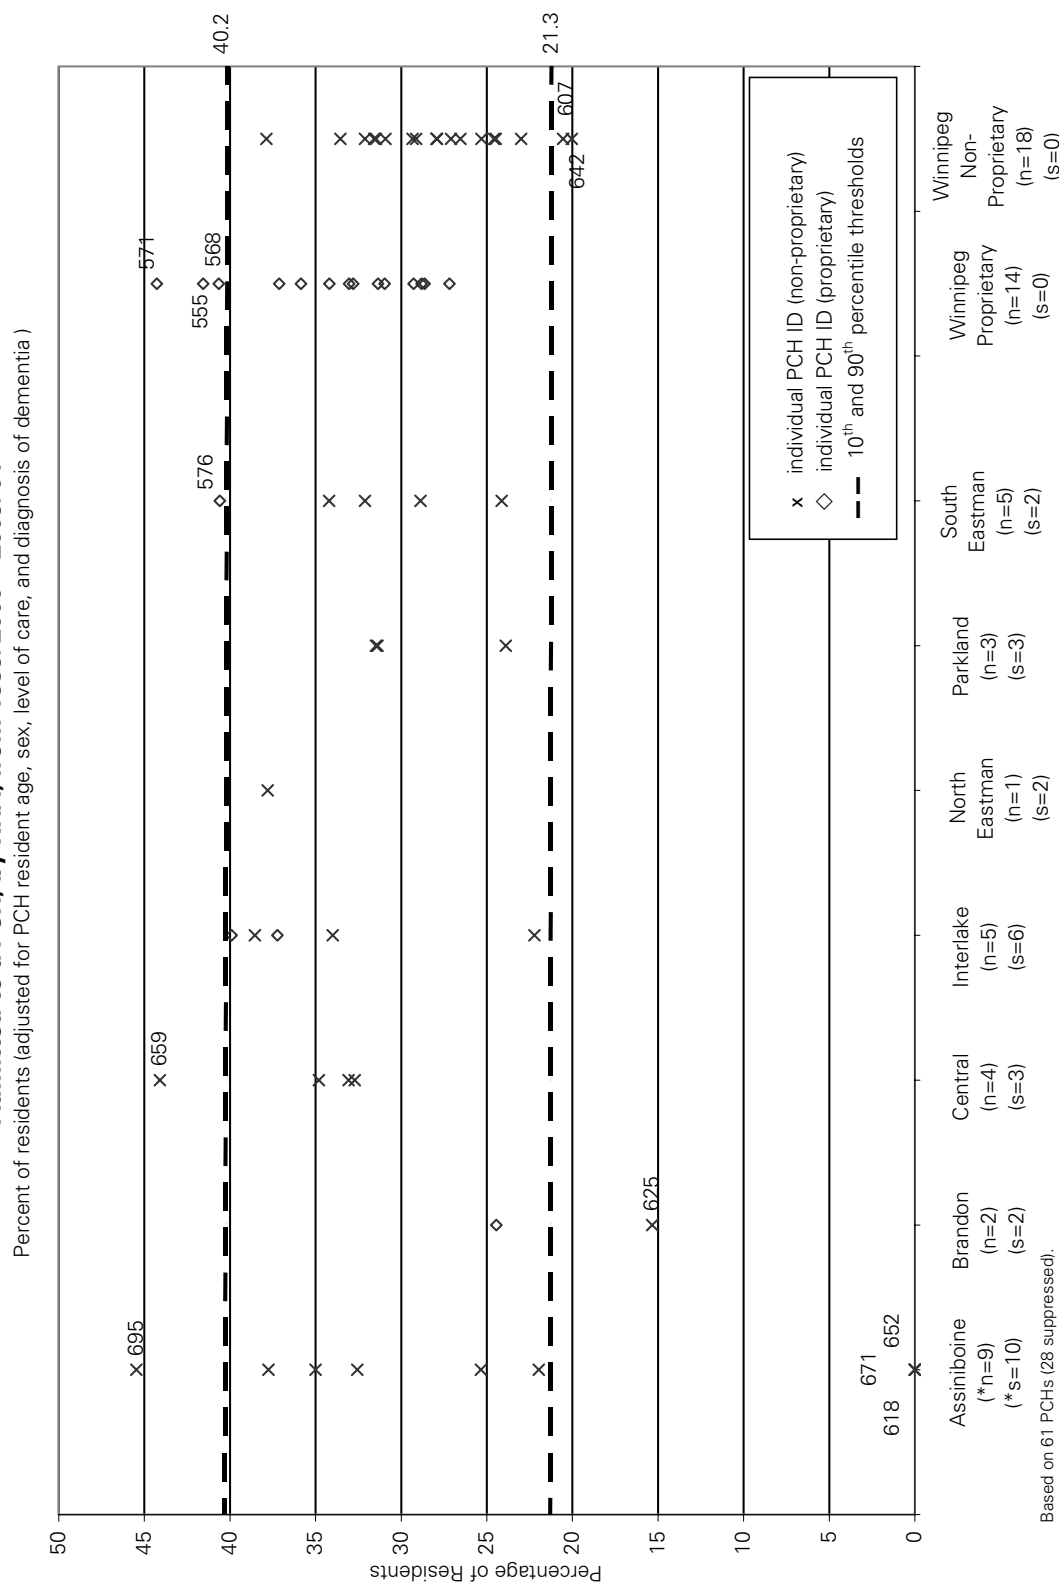 Percent of residents (adjusted for PCH resident age, sex, level of care, and diagnosis of dementia )
Percentage of Residents
50
45
40
35
30
25
20
15
10
5
0
40.2
21.3
695
618
671
652
625
659
576
571
555
568
607
642
x individual PCH ID (non-proprietary)
◇ individual PCH ID (proprietary)
10th and 90th percentile thresholds
Assiniboine
(*n=9)
(*s=10)
Brandon
(n=2)
(s=2)
Central
(n=4)
(s=3)
Interlake
(n=5)
(s=6)
North
Eastman
(n=1)
(s=2)
Parkland
(n=3)
(s=3)
South
Eastman
(n=5)
(s=2)
Winnipeg
Proprietary
(n=14)
(s=0)
Winnipeg
Non-
Proprietary
(n=18)
(s=0)
Based on 61 PCHs (28 suppressed).